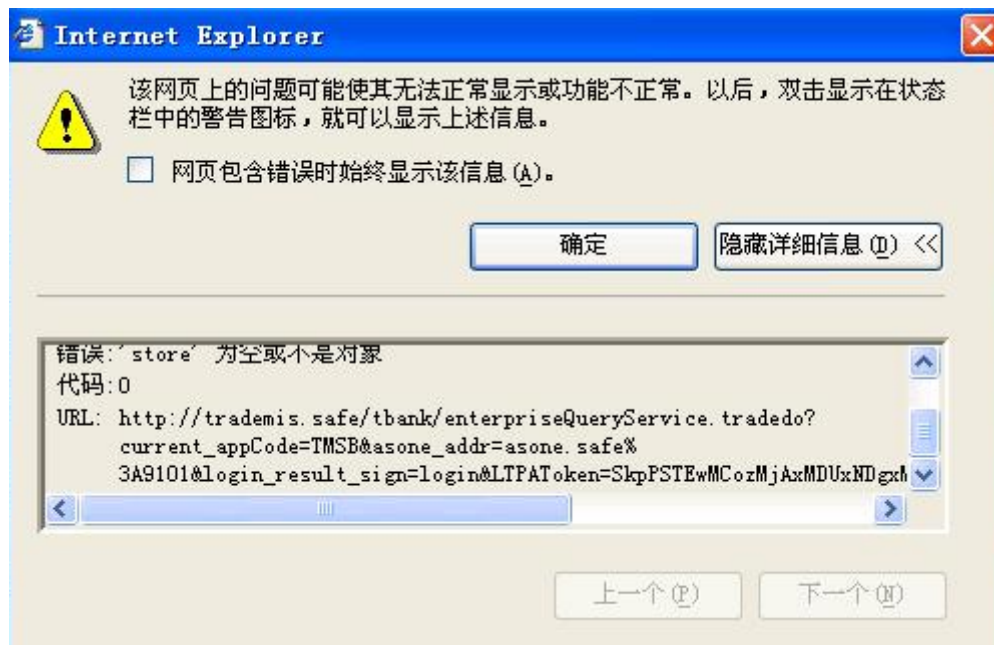 Internet Explorer
该网页上的问题可能使其无法正常显示或功能不正常。以后，双击显示在状态
栏中的警告图标，就可以显示上述信息。
网页包含错误时始终显示该信息(A)。
确定
隐藏详细信息(D) <<
错误:'store' 为空或不是对象
代码:0
URL: http://trademis.safe/tbank/enterpriseQueryService.tradedo?
current_appCode=TMSB&asone_addr=asone.safe%
3A9101&login_result_sign=login&LTPAToken=SkpPSTEwMCozMjAxMDUxNDgxM
上一个(P)
下一个(N)